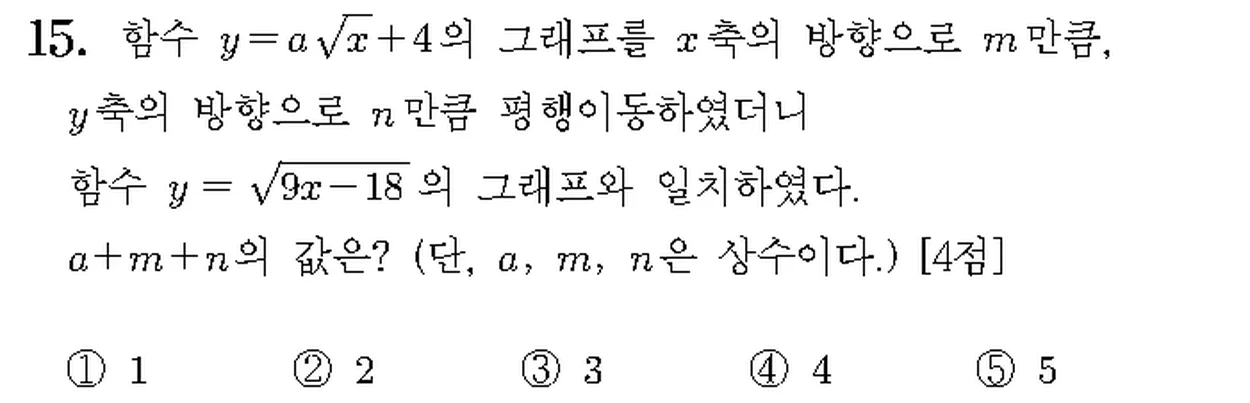 15. 함수 y=a√x+4의 그래프를 x축의 방향으로 m만큼,
y축의 방향으로 n만큼 평행이동하였더니
함수 y = √(9x-18) 의 그래프와 일치하였다.
a+m+n의 값은? (단, a, m, n은 상수이다.) [4점]
① 1 ② 2 ③ 3 ④ 4 ⑤ 5